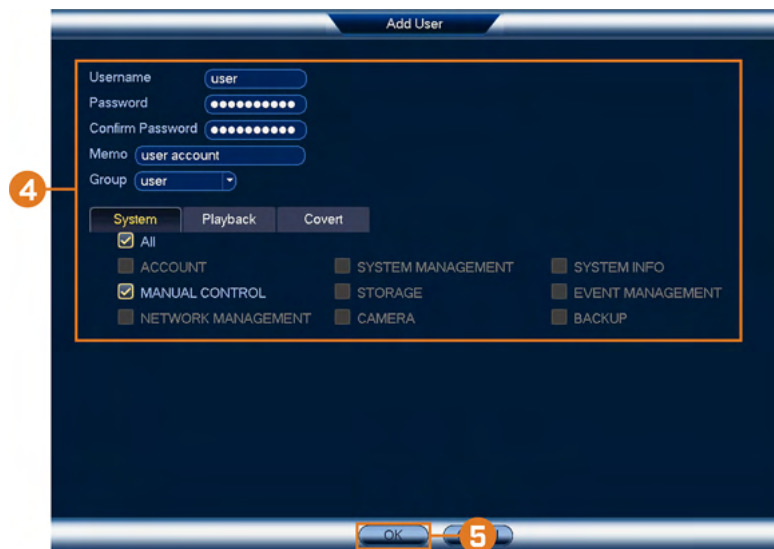 Add User
Username user
Password ●●●●●●●●●●
Confirm Password ●●●●●●●●●●
Memo user account
4
Group user
System Playback Covert
All
ACCOUNT SYSTEM MANAGEMENT SYSTEM INFO
MANUAL CONTROL STORAGE EVENT MANAGEMENT
NETWORK MANAGEMENT CAMERA BACKUP
OK 5